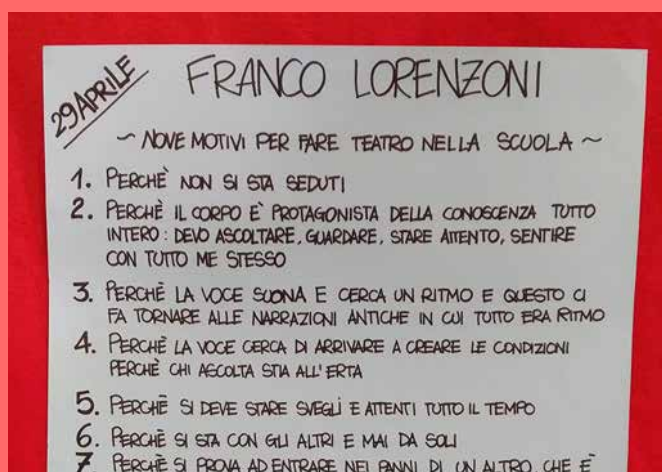 29 APRILE
FRANCO LORENZONI
~ NOVE MOTIVI PER FARE TEATRO NELLA SCUOLA ~
1. PERCHÈ NON SI STA SEDUTI
2. PERCHÈ IL CORPO È PROTAGONISTA DELLA CONOSCENZA TUTTO
INTERO: DEVO ASCOLTARE, GUARDARE, STARE ATTENTO, SENTIRE
CON TUTTO ME STESSO
3. PERCHÈ LA VOCE SUONA E CERCA UN RITMO E QUESTO CI
FA TORNARE ALLE NARRAZIONI ANTICHE IN CUI TUTTO ERA RITMO
4. PERCHÈ LA VOCE CERCA DI ARRIVARE A CREARE LE CONDIZIONI
PERCHÈ CHI ASCOLTA STIA ALL'ERTA
5. PERCHÈ SI DEVE STARE SVEGLI E ATTENTI TUTTO IL TEMPO
6. PERCHÈ SI STA CON GLI ALTRI E MAI DA SOLI
7 PERCHÈ SI PROVA AD ENTRARE NEI PANNI DI UN ALTRO, CHE È